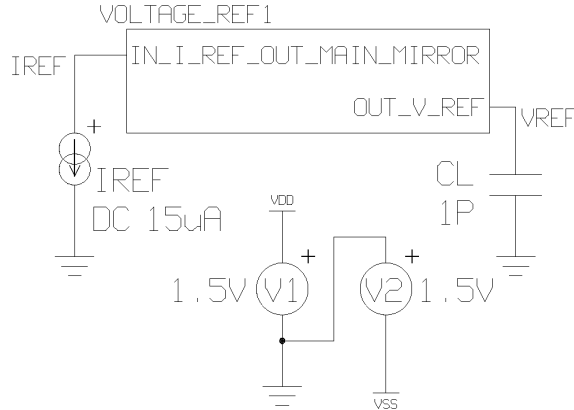 VOLTAGE_REF1
IREF
IN_I_REF_OUT_MAIN_MIRROR
OUT_V_REF
VREF
+
IREF
DC 15uA
CL
1P
VDD
+
1.5V
V1
+
V2
1.5V
VSS